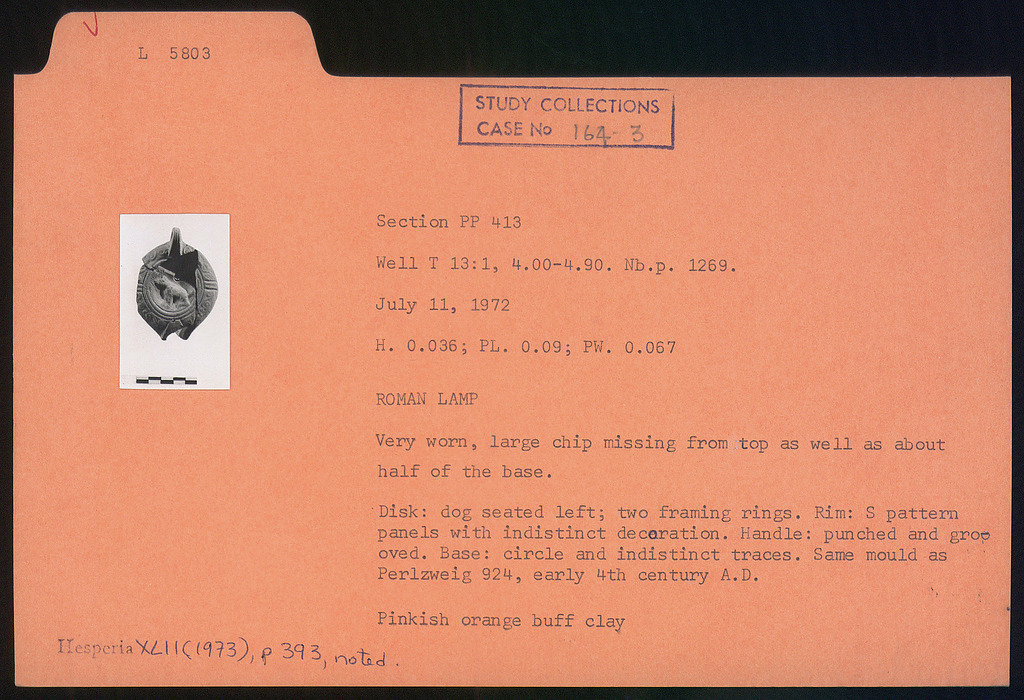 L 5803
STUDY COLLECTIONS
CASE No 164-3
Section PP 413
Well T 13:1, 4.00-4.90. Nb.p. 1269.
July 11, 1972
H. 0.036; PL. 0.09; PW. 0.067
ROMAN LAMP
Very worn, large chip missing from top as well as about
half of the base.
Disk: dog seated left; two framing rings. Rim: S pattern
panels with indistinct decoration. Handle: punched and groo
oved. Base: circle and indistinct traces. Same mould as
Perlzweig 924, early 4th century A.D.
Pinkish orange buff clay
Hesperia XLII (1973), p 393, noted.